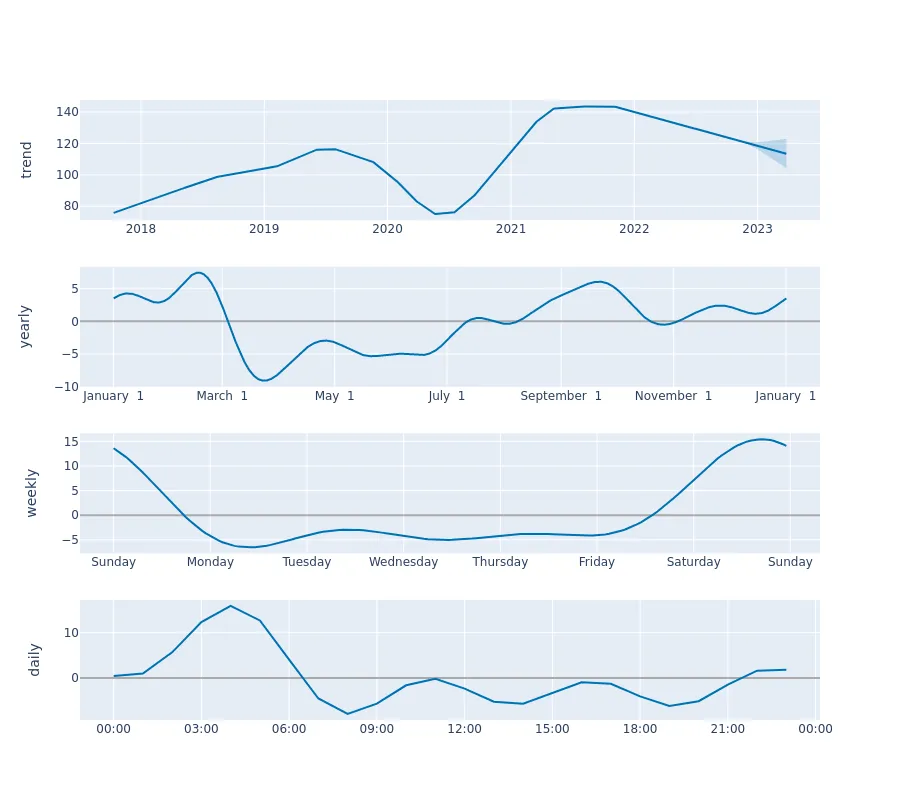 trend
140
120
100
80
2018 2019 2020 2021 2022 2023
yearly
5
0
−5
−10
January 1 March 1 May 1 July 1 September 1 November 1 January 1
weekly
15
10
5
0
−5
Sunday Monday Tuesday Wednesday Thursday Friday Saturday Sunday
daily
10
0
00:00 03:00 06:00 09:00 12:00 15:00 18:00 21:00 00:00